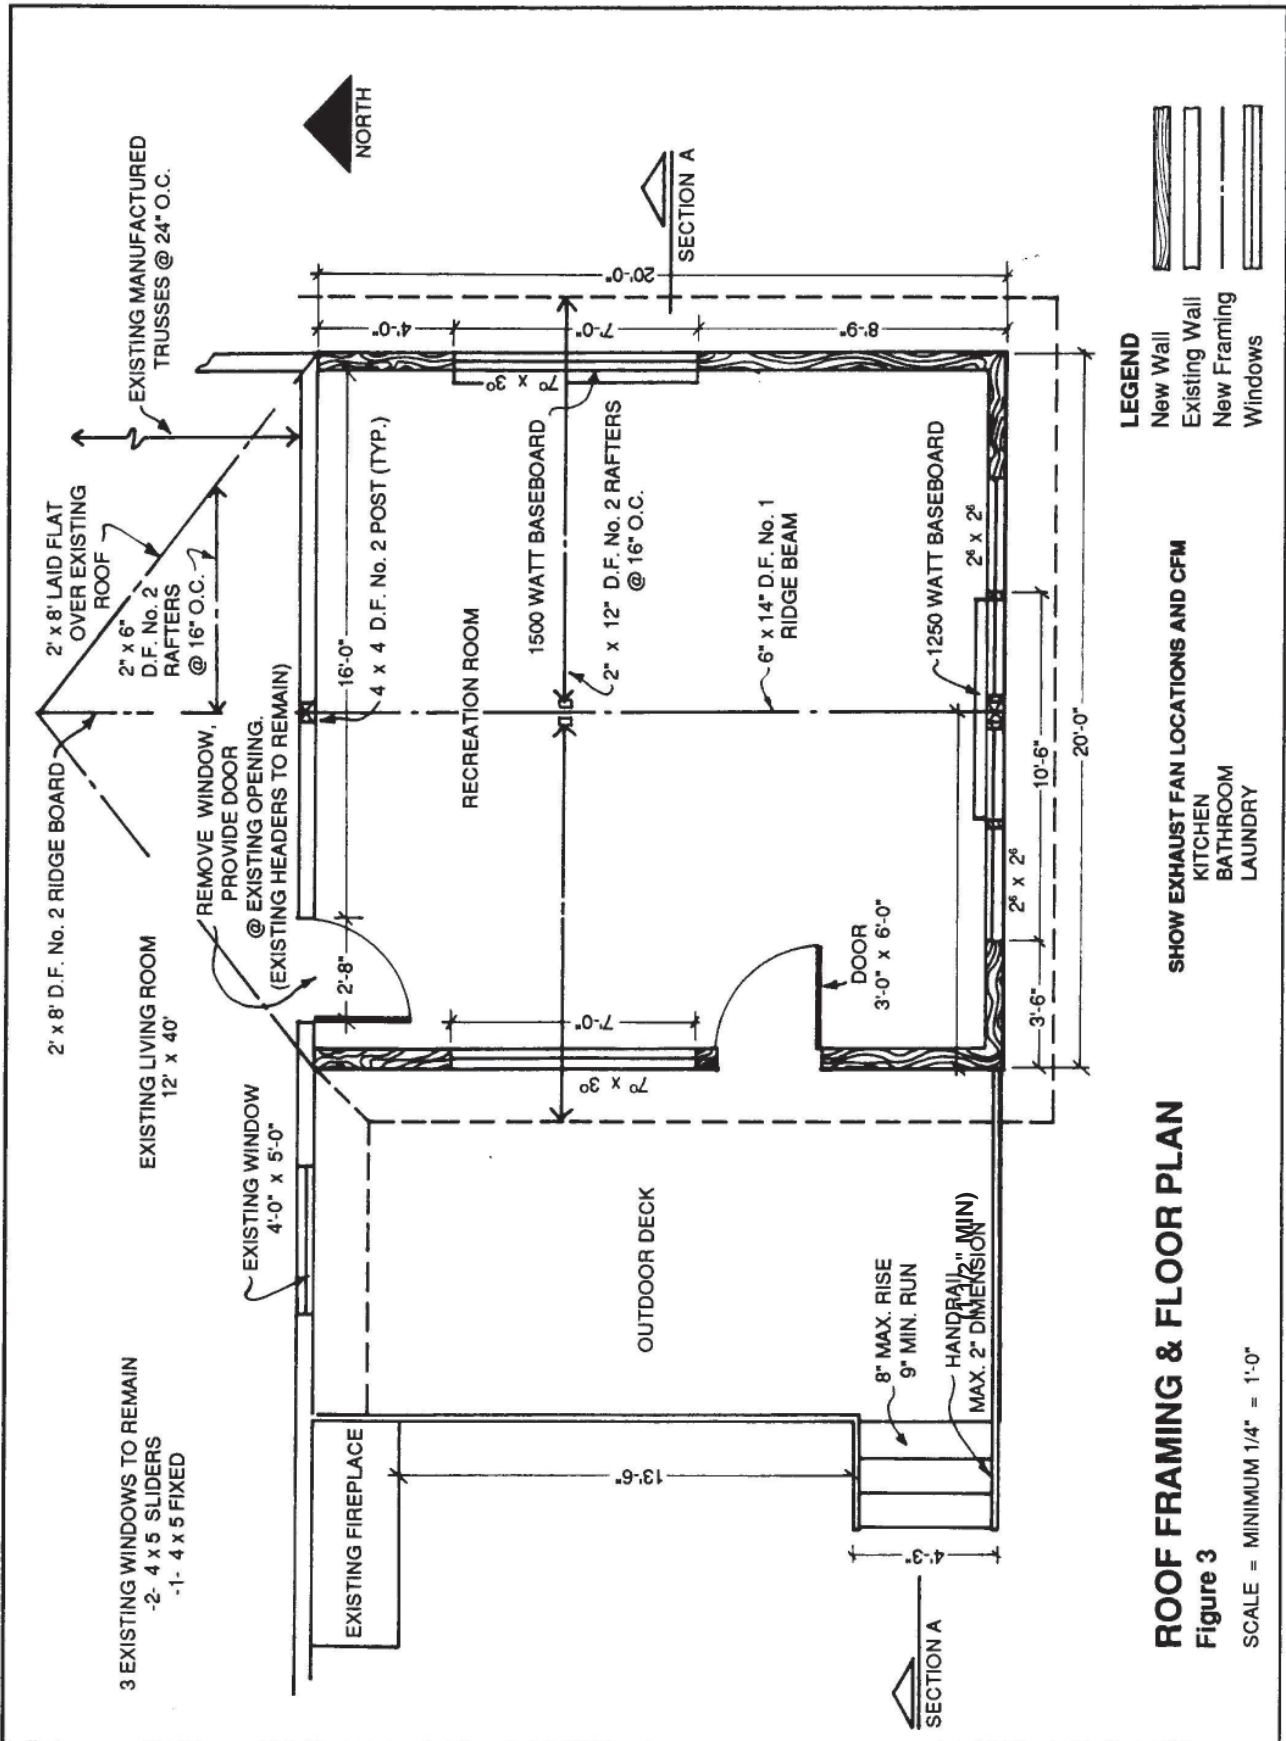 3 EXISTING WINDOWS TO REMAIN
-2- 4 x 5 SLIDERS
-1- 4 x 5 FIXED
2' x 8' D.F. No. 2 RIDGE BOARD
EXISTING LIVING ROOM
12' x 40'
2' x 8' LAID FLAT
OVER EXISTING
ROOF
2" x 6"
D.F. No. 2
RAFTERS
@ 16" O.C.
EXISTING MANUFACTURED
TRUSSES @ 24" O.C.
NORTH
REMOVE WINDOW,
PROVIDE DOOR
@ EXISTING OPENING.
(EXISTING HEADERS TO REMAIN)
EXISTING WINDOW
4'-0" x 5'-0"
2'-8"
16'-0"
4 x 4 D.F. No. 2 POST (TYP.)
EXISTING FIREPLACE
RECREATION ROOM
1500 WATT BASEBOARD
7⁰ x 3⁰
4'-0"
7'-0"
8'-9"
20'-0"
SECTION A
7'-0"
7⁰ x 3⁰
2" x 12" D.F. No. 2 RAFTERS
@ 16" O.C.
OUTDOOR DECK
13'-6"
6" x 14" D.F. No. 1
RIDGE BEAM
DOOR
3'-0" x 6'-0"
1250 WATT BASEBOARD
8" MAX. RISE
9" MIN. RUN
HANDRAIL
(1 1/2" MIN)
MAX. 2" DIMENSION
4'-3"
SECTION A
2⁶ x 2⁶
2⁶ x 2⁶
3'-6"
10'-6"
20'-0"
LEGEND
New Wall
Existing Wall
New Framing
Windows
SHOW EXHAUST FAN LOCATIONS AND CFM
KITCHEN
BATHROOM
LAUNDRY
ROOF FRAMING & FLOOR PLAN
Figure 3
SCALE = MINIMUM 1/4" = 1'-0"